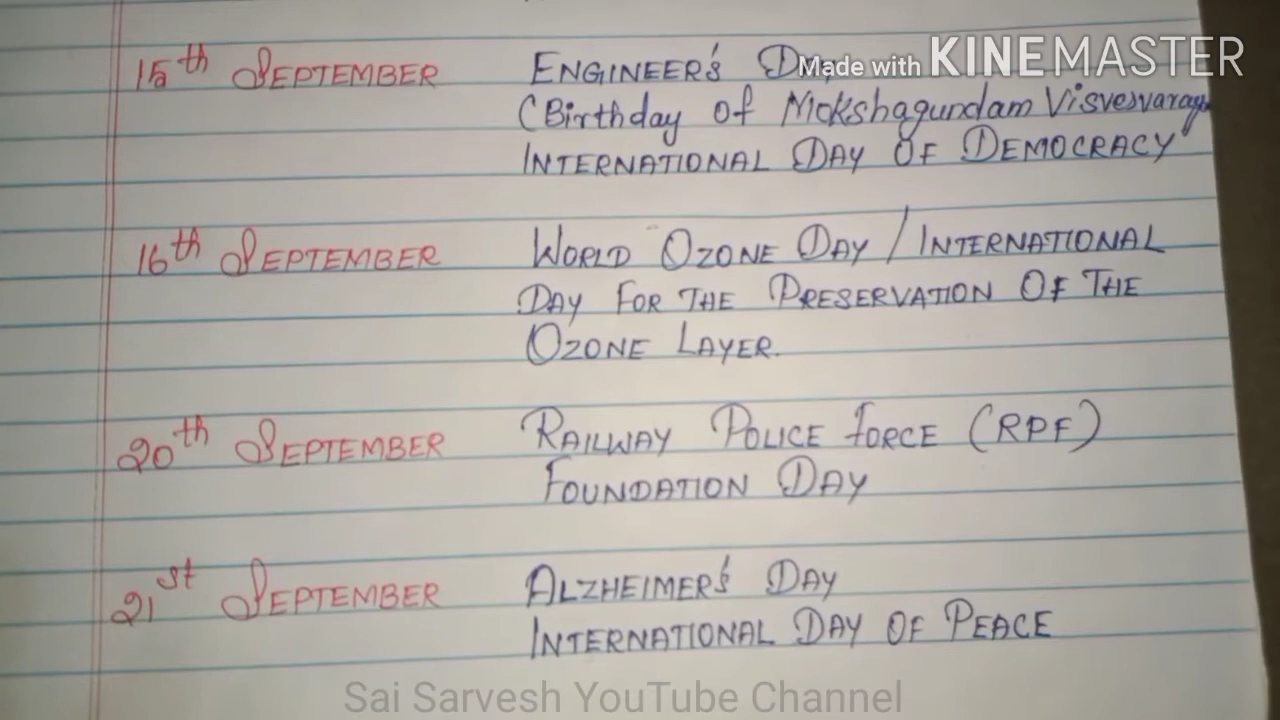 15th SEPTEMBER ENGINEER'S
Made with KINEMASTER
(Birthday of Mokshagundam Visvesvaraya
INTERNATIONAL DAY OF DEMOCRACY
16th SEPTEMBER WORLD OZONE DAY / INTERNATIONAL
DAY FOR THE PRESERVATION OF THE
OZONE LAYER.
20th SEPTEMBER RAILWAY POLICE FORCE (RPF)
FOUNDATION DAY
21st SEPTEMBER ALZHEIMER'S DAY
INTERNATIONAL DAY OF PEACE
Sai Sarvesh YouTube Channel